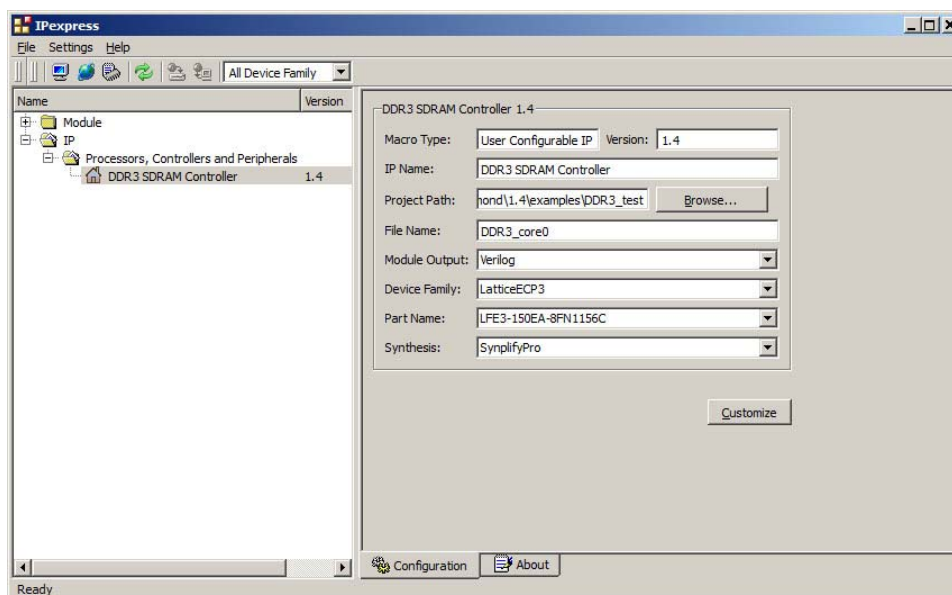 IPexpress
File Settings Help
All Device Family
Name Version
Module
IP
Processors, Controllers and Peripherals
DDR3 SDRAM Controller 1.4
DDR3 SDRAM Controller 1.4
Macro Type: User Configurable IP Version: 1.4
IP Name: DDR3 SDRAM Controller
Project Path: hond\1.4\examples\DDR3_test Browse...
File Name: DDR3_core0
Module Output: Verilog
Device Family: LatticeECP3
Part Name: LFE3-150EA-8FN1156C
Synthesis: SynplifyPro
Customize
Configuration About
Ready